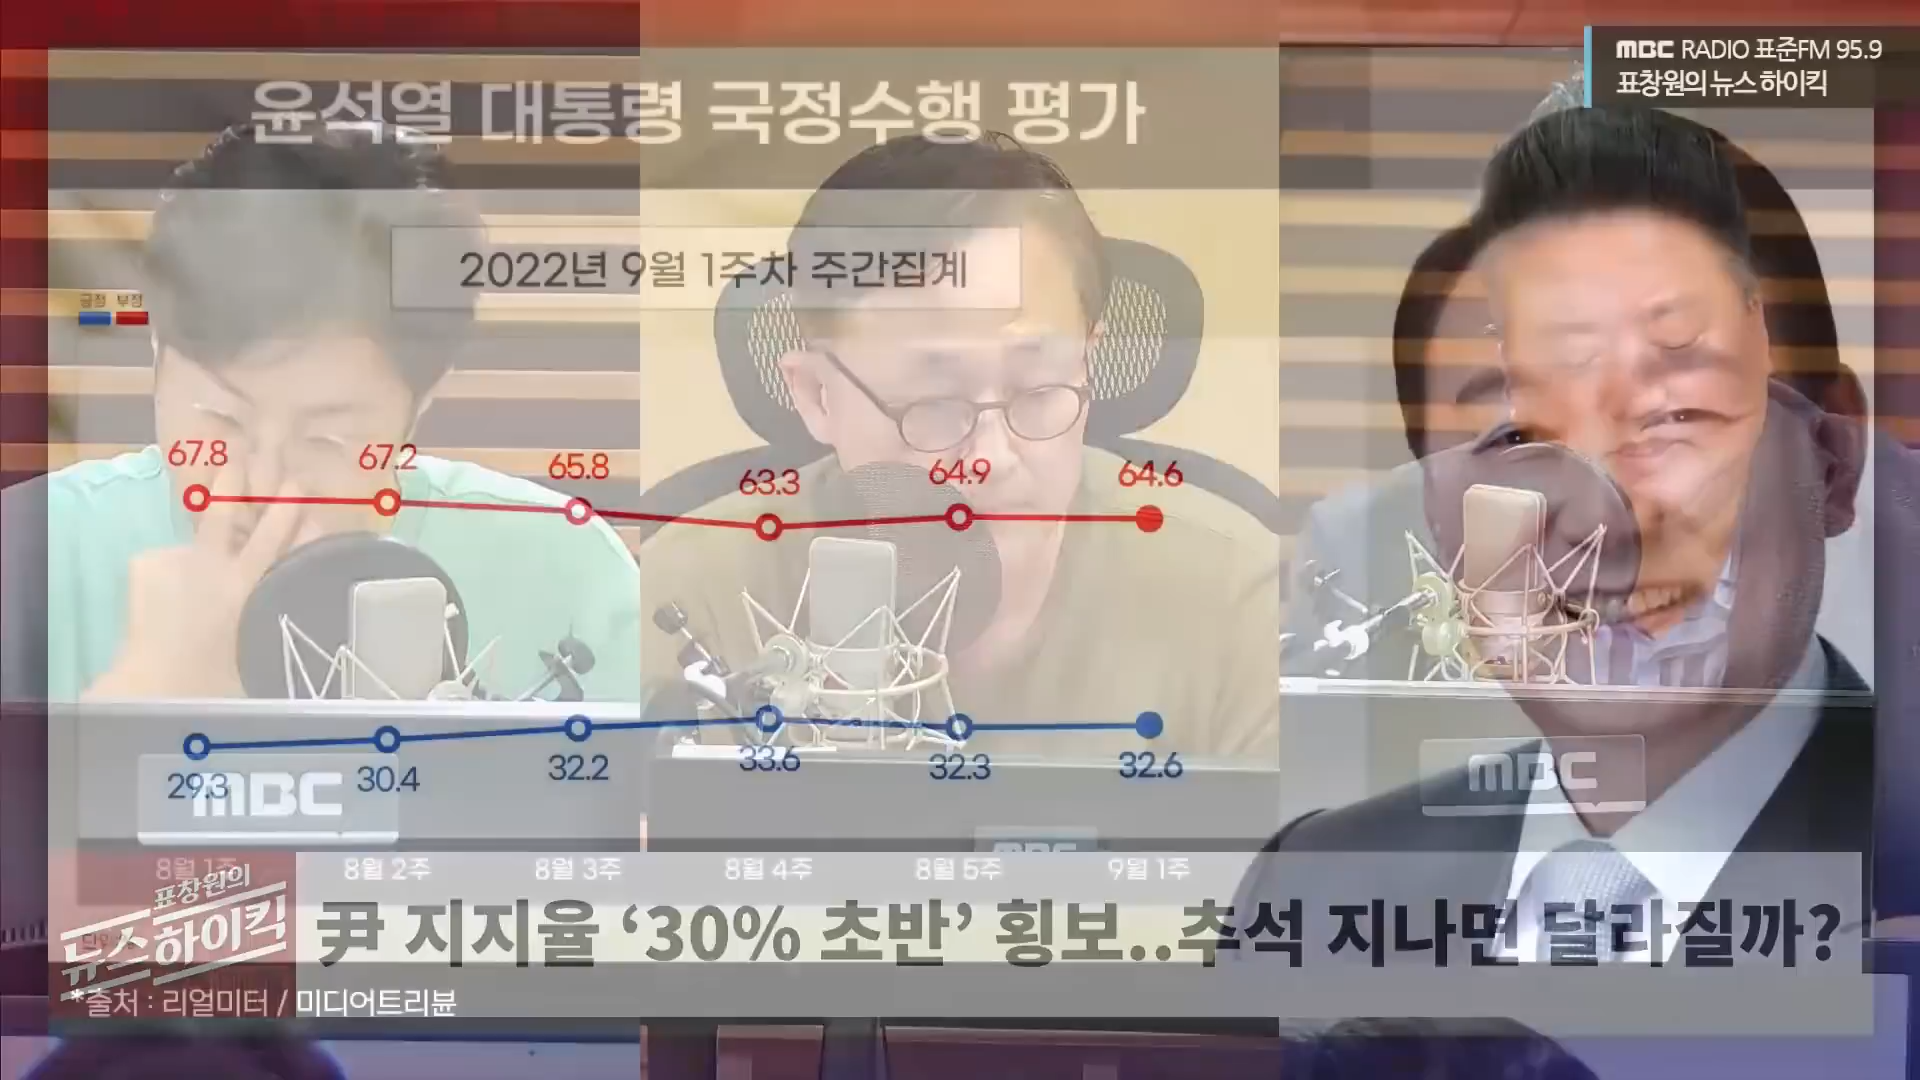 MBC RADIO 표준FM 95.9
표창원의 뉴스 하이킥
윤석열 대통령 국정수행 평가
2022년 9월 1주차 주간집계
긍정 부정
67.8 67.2 65.8 63.3 64.9 64.6
29.3 30.4 32.2 33.6 32.3 32.6
MBC
MBC
MBC
8월 1주 8월 2주 8월 3주 8월 4주 8월 5주 9월 1주
표창원의
뉴스하이킥
尹 지지율 ‘30% 초반’ 횡보..추석 지나면 달라질까?
*출처 : 리얼미터 / 미디어트리뷴